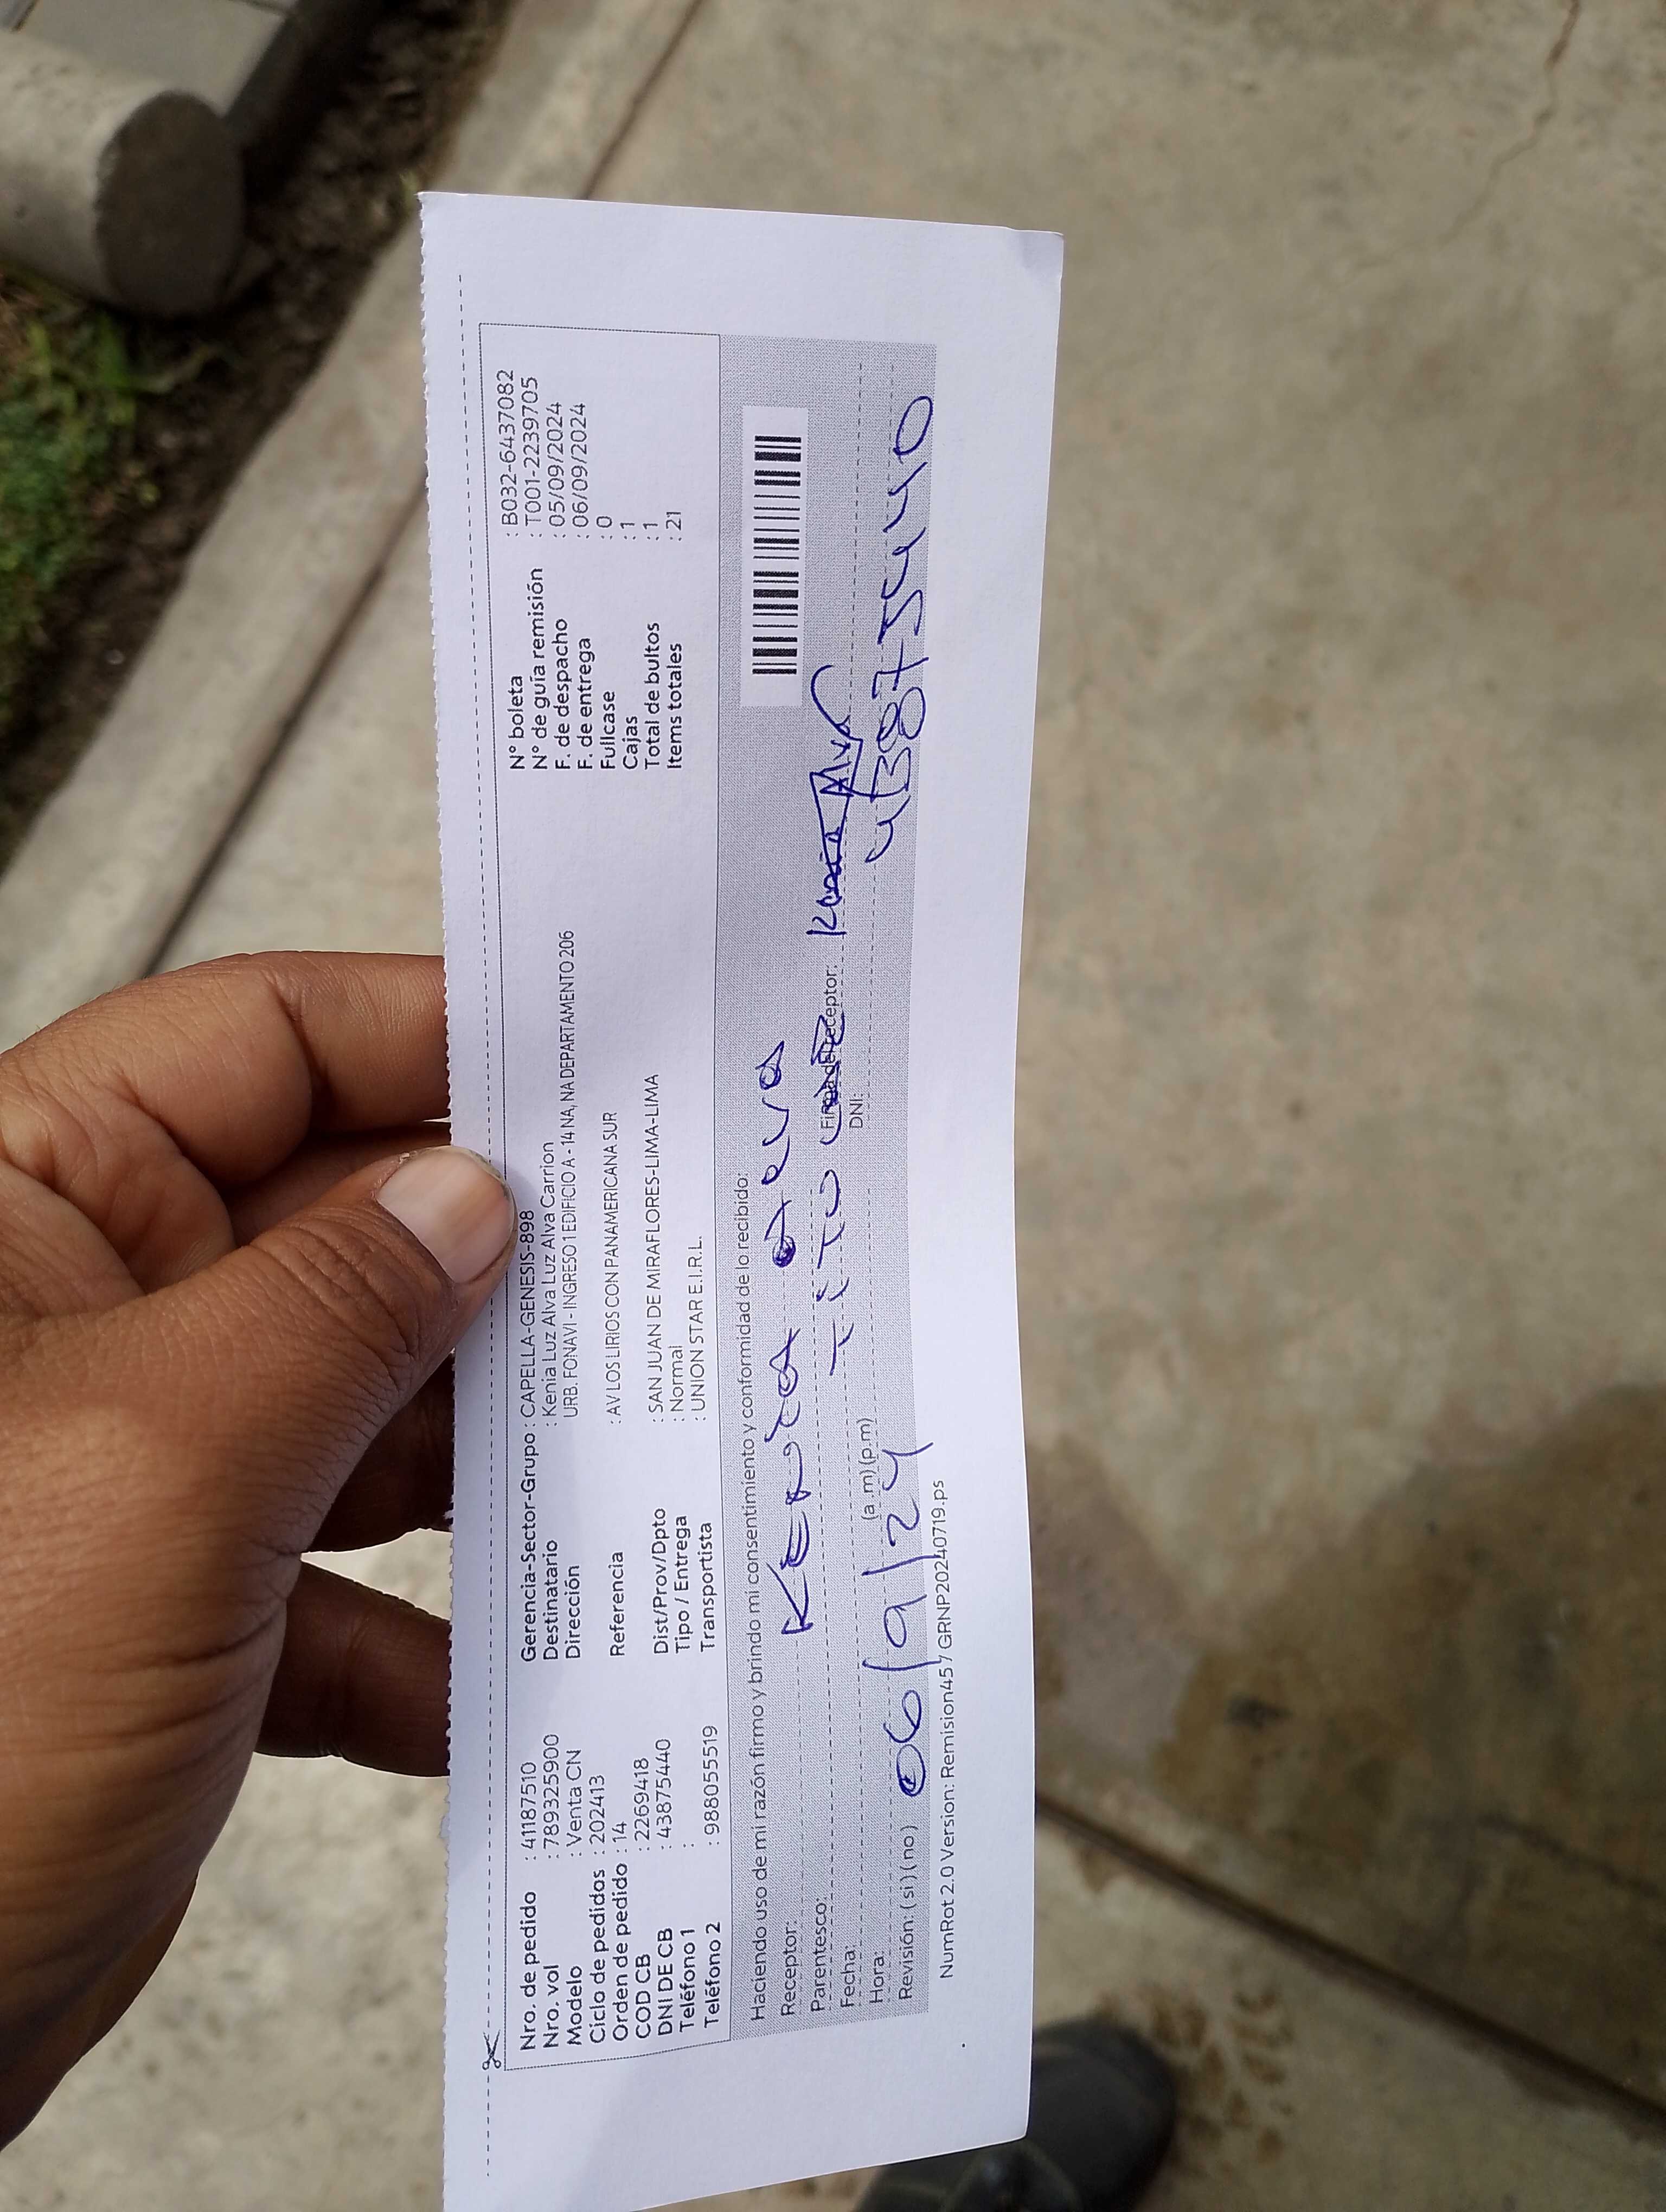 Nro. de pedido : 41187510
Nro. vol : 789325900
Modelo : Venta CN
Ciclo de pedidos : 202413
Orden de pedido : 14
COD CB : 2269418
DNI DE CB : 43875440
Teléfono 1 :
Teléfono 2 : 988055519
Gerencia-Sector-Grupo : CAPELLA-GENESIS-898
Destinatario : Kenia Luz Alva Luz Alva Carrion
Dirección URB. FONAVI - INGRESO 1 EDIFICIO A - 14 NA, NA DEPARTAMENTO 206
Referencia : AV LOS LIRIOS CON PANAMERICANA SUR
Dist/Prov/Dpto : SAN JUAN DE MIRAFLORES-LIMA-LIMA
Tipo / Entrega : Normal
Transportista : UNION STAR E.I.R.L.
N° boleta : B032-6437082
N° de guía remisión : T001-2239705
F. de despacho : 05/09/2024
F. de entrega : 06/09/2024
Fullcase : 0
Cajas : 1
Total de bultos : 1
Items totales : 21
Haciendo uso de mi razón firmo y brindo mi consentimiento y conformidad de lo recibido:
Receptor: Kenia Alva
Parentesco: Titular
Fecha: 06/9/24
Hora: (a.m) (p.m)
Revisión: (si) (no)
Firma del receptor: Kenia Alva
DNI: 43875440
NumRot 2.0 Version: Remision457 GRNP20240719.ps